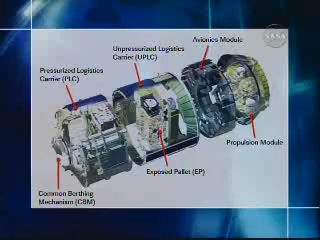 Avionics Module
NASA
Unpressurized Logistics
Carrier (UPLC)
Pressurized Logistics
Carrier (PLC)
Propulsion Module
Exposed Pallet (EP)
Common Berthing
Mechanism (CBM)